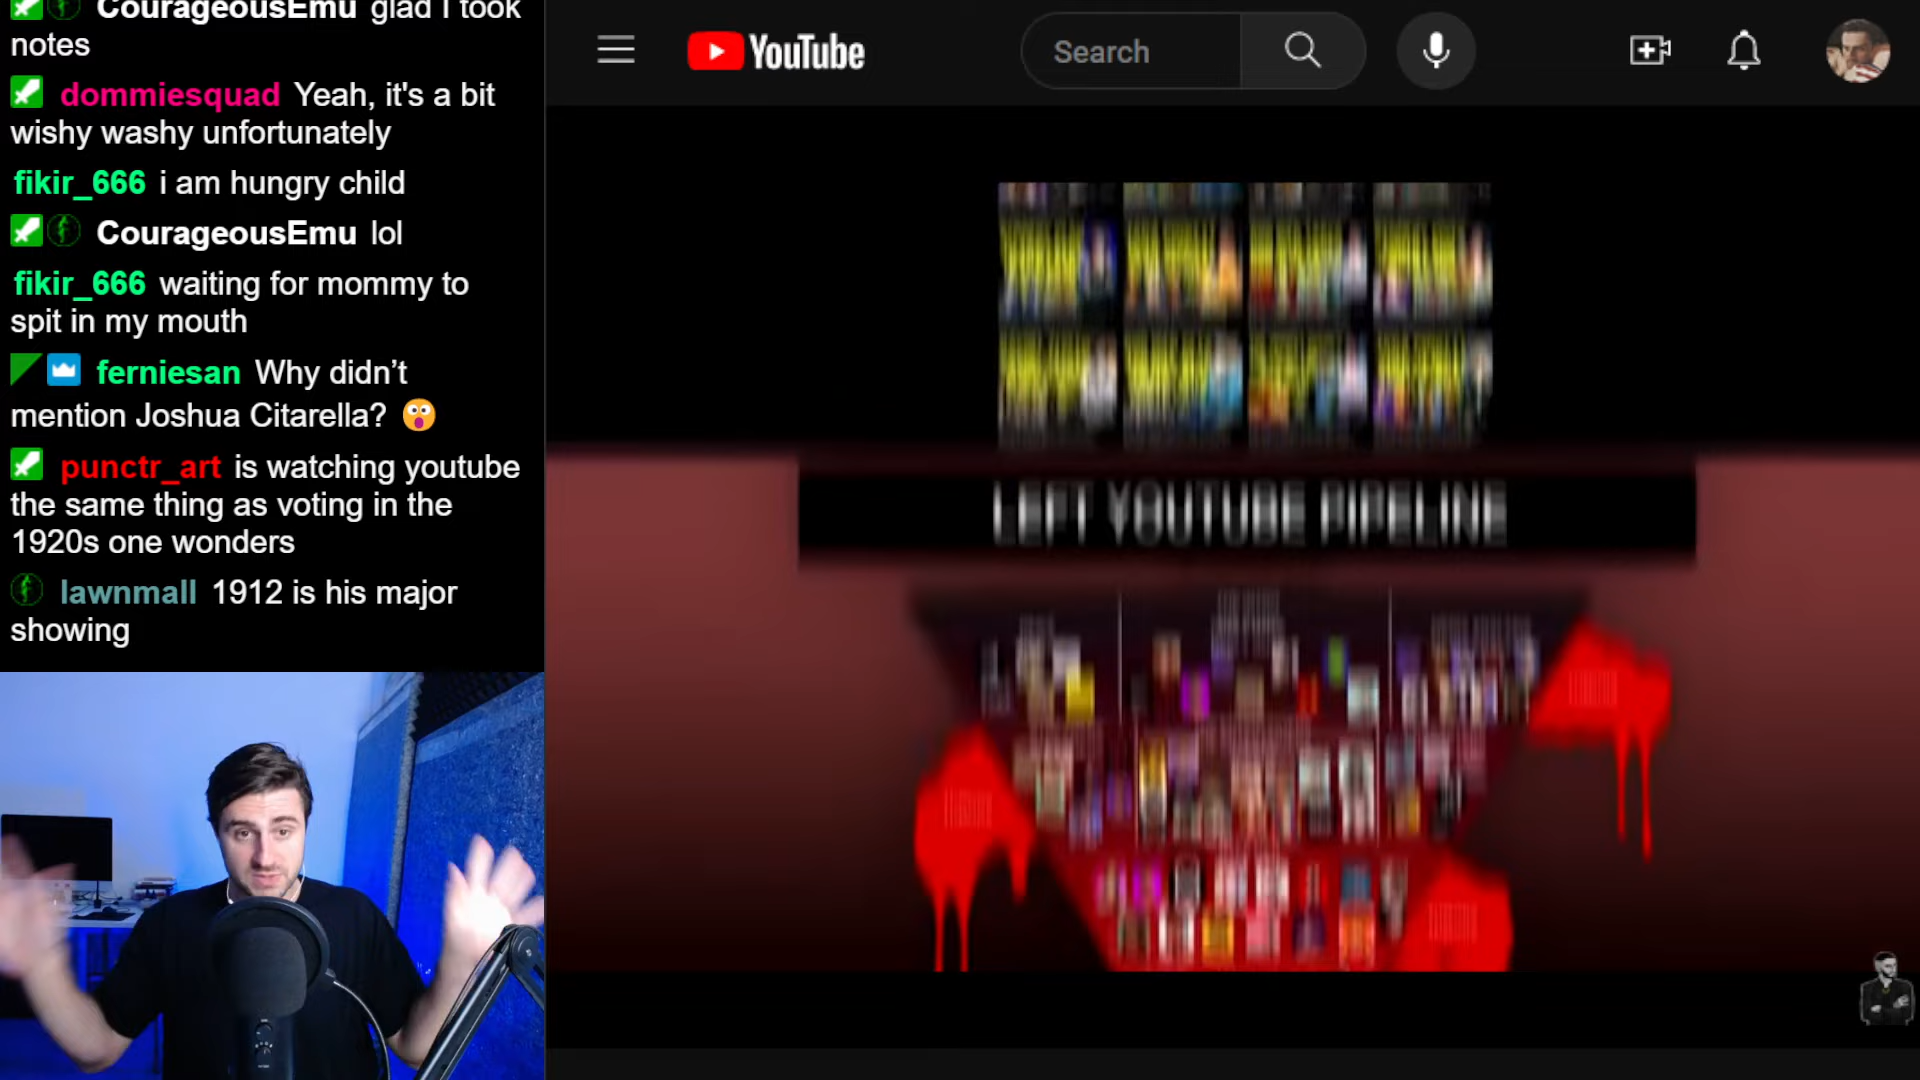 CourageousEmu glad I took
notes
dommiesquad Yeah, it's a bit
wishy washy unfortunately
fikir_666 i am hungry child
CourageousEmu lol
fikir_666 waiting for mommy to
spit in my mouth
ferniesan Why didn’t
mention Joshua Citarella? 😲
punctr_art is watching youtube
the same thing as voting in the
1920s one wonders
lawnmall 1912 is his major
showing
YouTube
Search
LEFT YOUTUBE PIPELINE